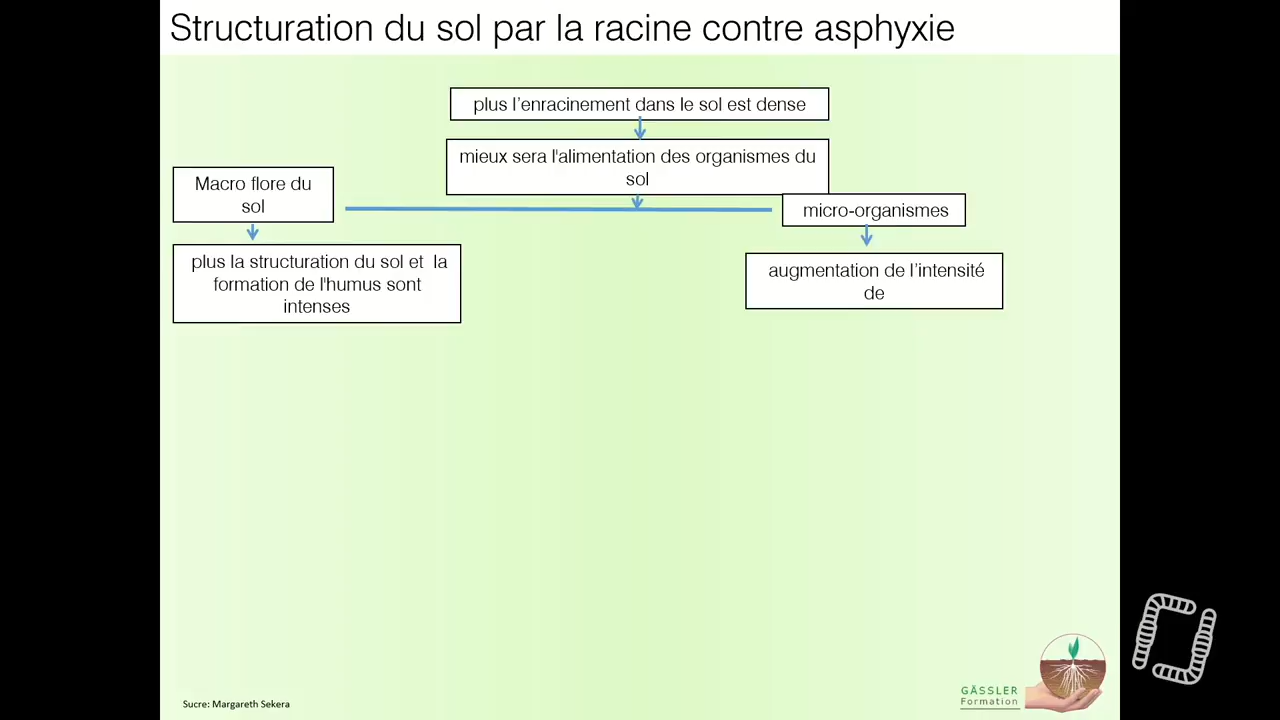 Structuration du sol par la racine contre asphyxie
plus l’enracinement dans le sol est dense
mieux sera l'alimentation des organismes du
sol
Macro flore du
sol
micro-organismes
plus la structuration du sol et la
formation de l'humus sont
intenses
augmentation de l’intensité
de
Sucre: Margareth Sekera
GÄSSLER
Formation